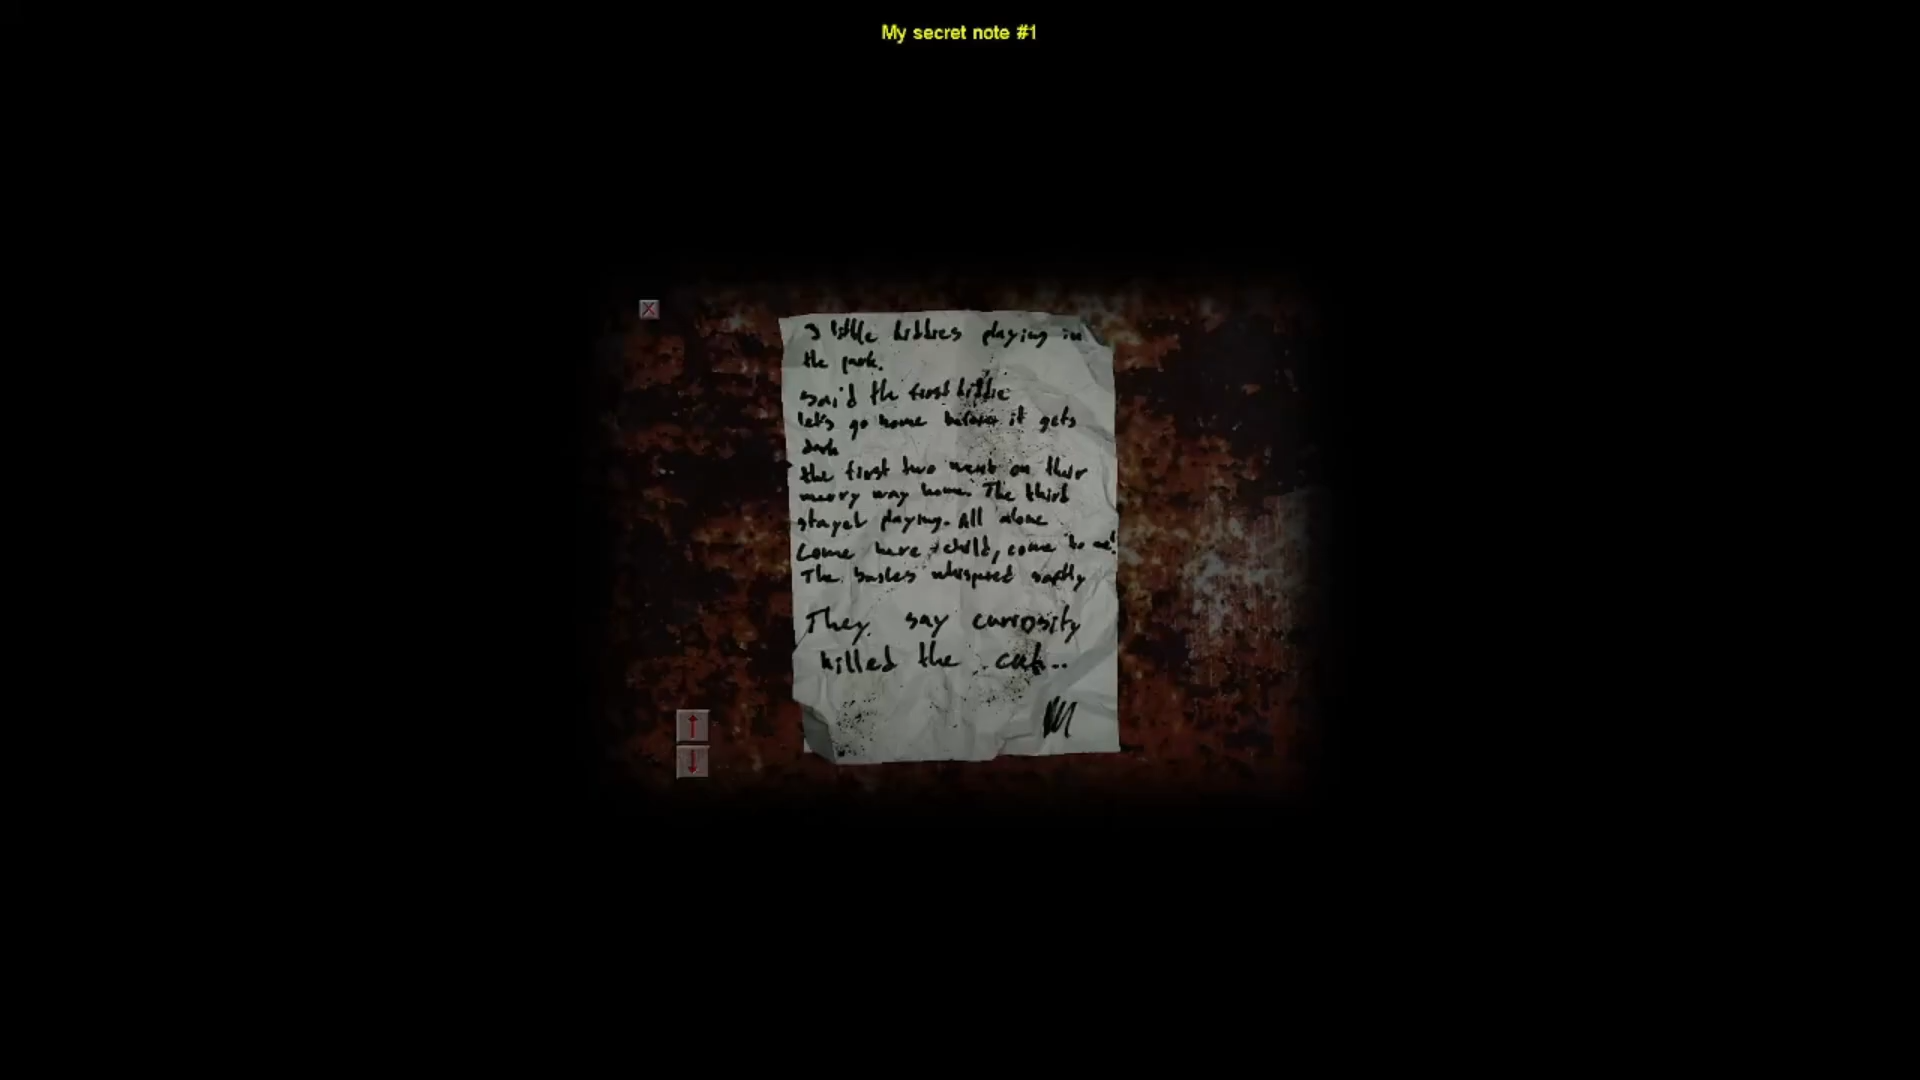 My secret note #1
3 little kiddies playing in
the park.
said the first kiddie
let's go home before it gets
dark
the first two went on their
merry way home. The third
stayed playing. All alone
Come here child, come to me!
The bushes whispered softly
They say curiosity
killed the cat..